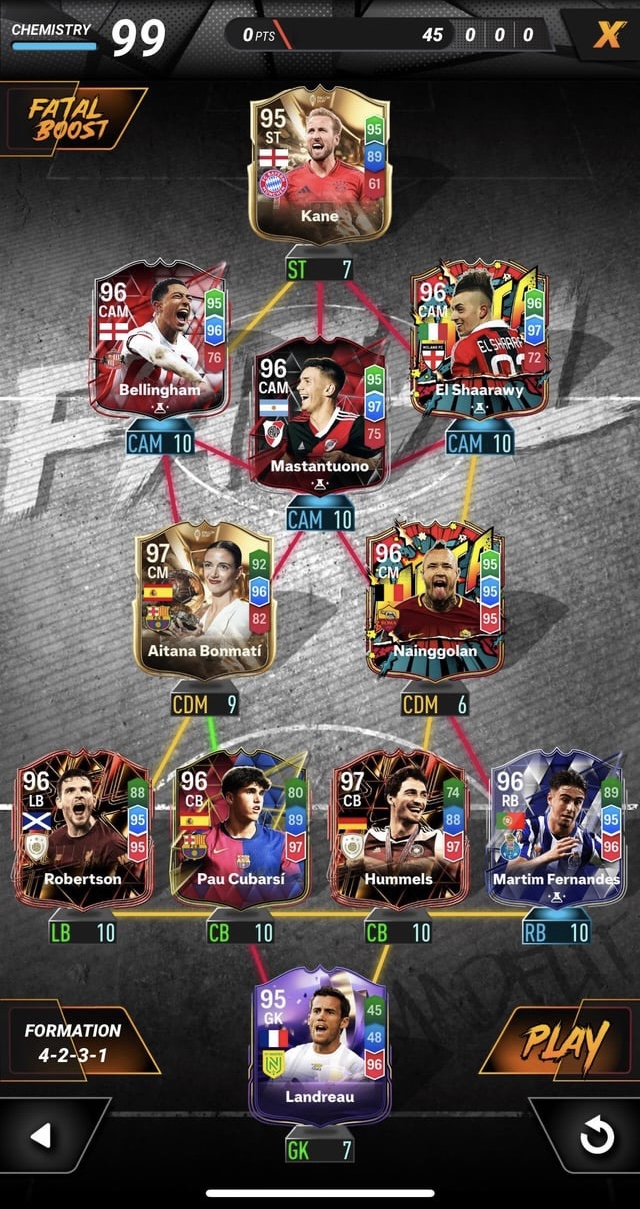 CHEMISTRY 99
0 PTS 45 0 0 0 X
FATAL
BOOST
95
ST
95
89
61
Kane
ST 7
96
CAM
95
96
76
Bellingham
CAM 10
96
CAM
96
97
72
EL SHAARA
El Shaarawy
CAM 10
96
CAM
95
97
75
Mastantuono
CAM 10
97
CM
92
96
82
Aitana Bonmatí
CDM 9
96
CM
95
95
95
Nainggolan
CDM 6
96
LB
88
95
95
Robertson
LB 10
96
CB
80
89
97
Pau Cubarsí
CB 10
97
CB
74
88
97
Hummels
CB 10
96
RB
89
95
96
Martim Fernandes
RB 10
95
GK
45
48
96
Landreau
GK 7
FORMATION
4-2-3-1
PLAY